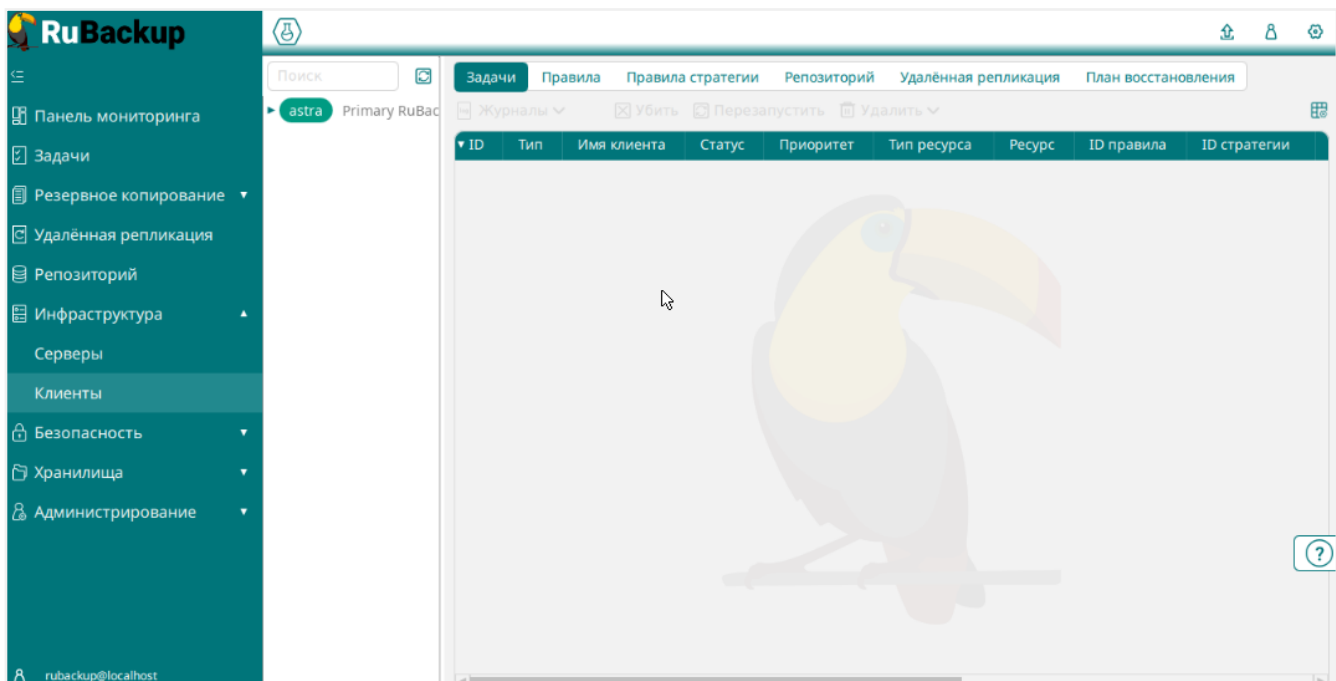 RuBackup
Поиск
Задачи Правила Правила стратегии Репозиторий Удалённая репликация План восстановления
astra Primary RuBac
Журналы Убить Перезапустить Удалить
ID Тип Имя клиента Статус Приоритет Тип ресурса Ресурс ID правила ID стратегии
Панель мониторинга
Задачи
Резервное копирование
Удалённая репликация
Репозиторий
Инфраструктура
Серверы
Клиенты
Безопасность
Хранилища
Администрирование
?
rubackup@localhost